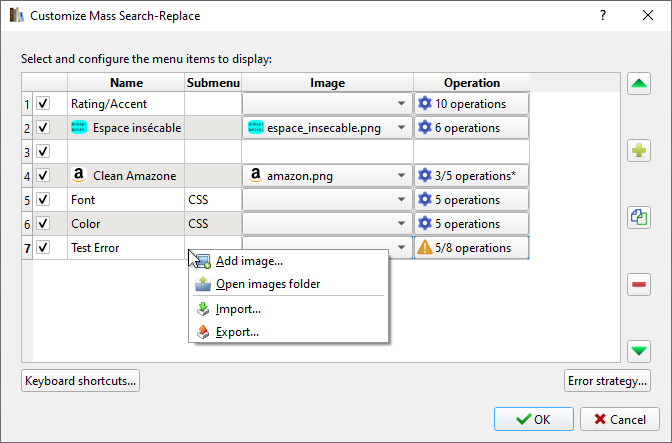 Customize Mass Search-Replace
?
Select and configure the menu items to display:
Name Submenu Image Operation
1 Rating/Accent 10 operations
2 Espace insécable espace_insecable.png 6 operations
3
4 a Clean Amazone a amazon.png 3/5 operations*
5 Font CSS 5 operations
6 Color CSS 5 operations
7 Test Error 5/8 operations
Add image...
Open images folder
Import...
Export...
Keyboard shortcuts... Error strategy...
OK Cancel